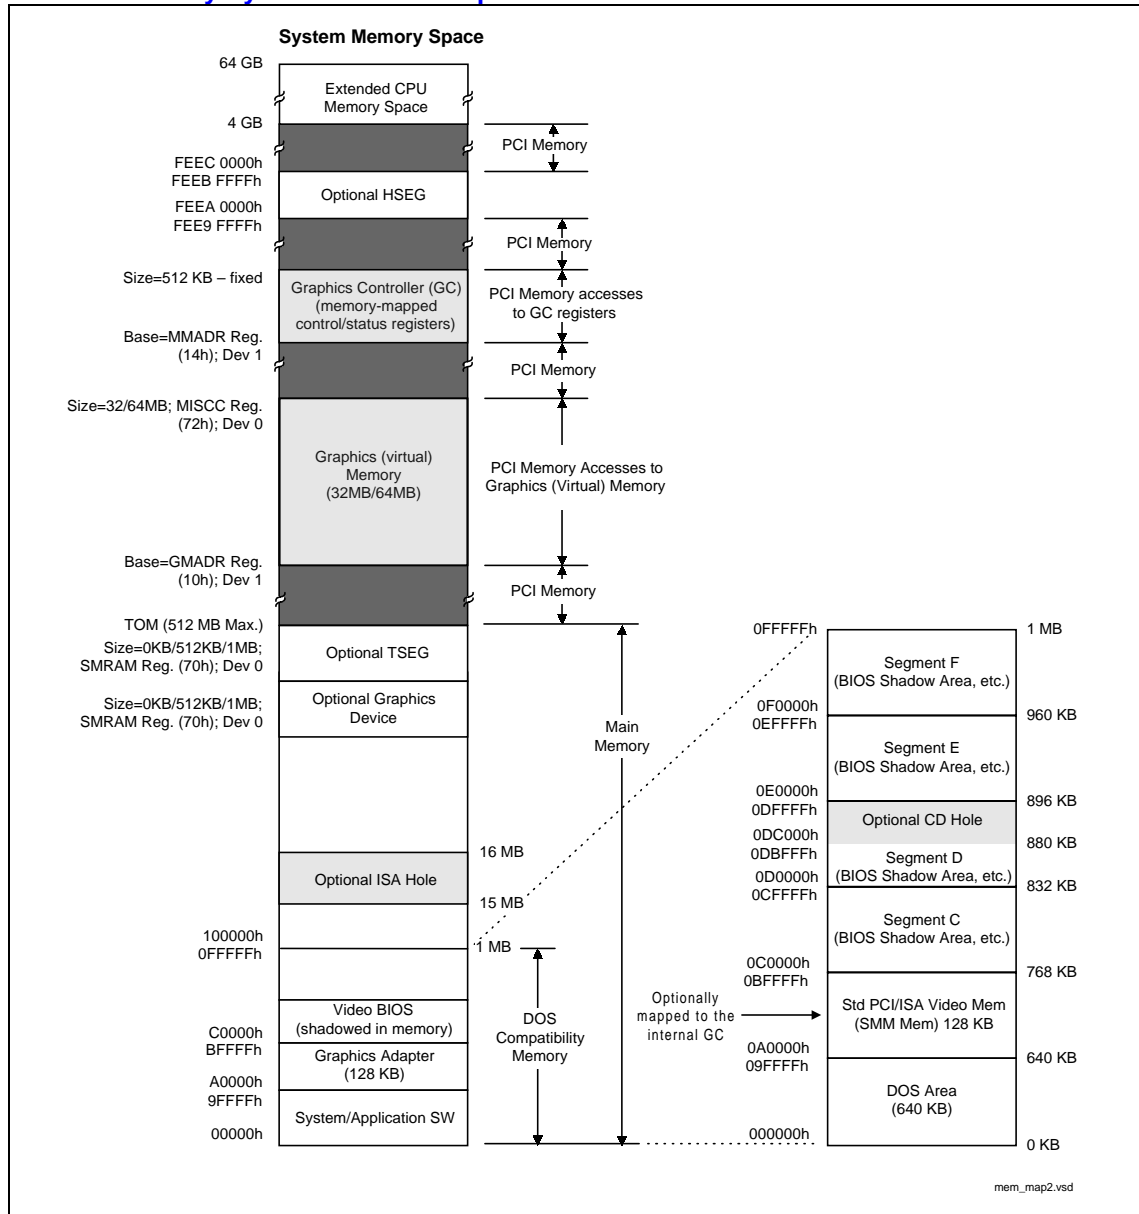 System Memory Space
64 GB
Extended CPU
Memory Space
4 GB
PCI Memory
FEEC 0000h
FEEB FFFFh
Optional HSEG
FEEA 0000h
FEE9 FFFFh
PCI Memory
Size=512 KB – fixed
Graphics Controller (GC)
(memory-mapped
control/status registers)
PCI Memory accesses
to GC registers
Base=MMADR Reg.
(14h); Dev 1
PCI Memory
Size=32/64MB; MISCC Reg.
(72h); Dev 0
Graphics (virtual)
Memory
(32MB/64MB)
PCI Memory Accesses to
Graphics (Virtual) Memory
Base=GMADR Reg.
(10h); Dev 1
PCI Memory
TOM (512 MB Max.)
Size=0KB/512KB/1MB;
SMRAM Reg. (70h); Dev 0
Optional TSEG
Size=0KB/512KB/1MB;
SMRAM Reg. (70h); Dev 0
Optional Graphics
Device
Main
Memory
16 MB
Optional ISA Hole
15 MB
100000h
0FFFFFh
1 MB
Video BIOS
(shadowed in memory)
DOS
Compatibility
Memory
C0000h
BFFFFh
Graphics Adapter
(128 KB)
A0000h
9FFFFh
System/Application SW
00000h
0FFFFFh
1 MB
Segment F
(BIOS Shadow Area, etc.)
0F0000h
0EFFFFh
960 KB
Segment E
(BIOS Shadow Area, etc.)
0E0000h
0DFFFFh
896 KB
Optional CD Hole
0DC000h
0DBFFFh
880 KB
Segment D
(BIOS Shadow Area, etc.)
0D0000h
0CFFFFh
832 KB
Segment C
(BIOS Shadow Area, etc.)
0C0000h
0BFFFFh
768 KB
Optionally
mapped to the
internal GC
Std PCI/ISA Video Mem
(SMM Mem) 128 KB
0A0000h
09FFFFh
640 KB
DOS Area
(640 KB)
000000h
0 KB
mem_map2.vsd